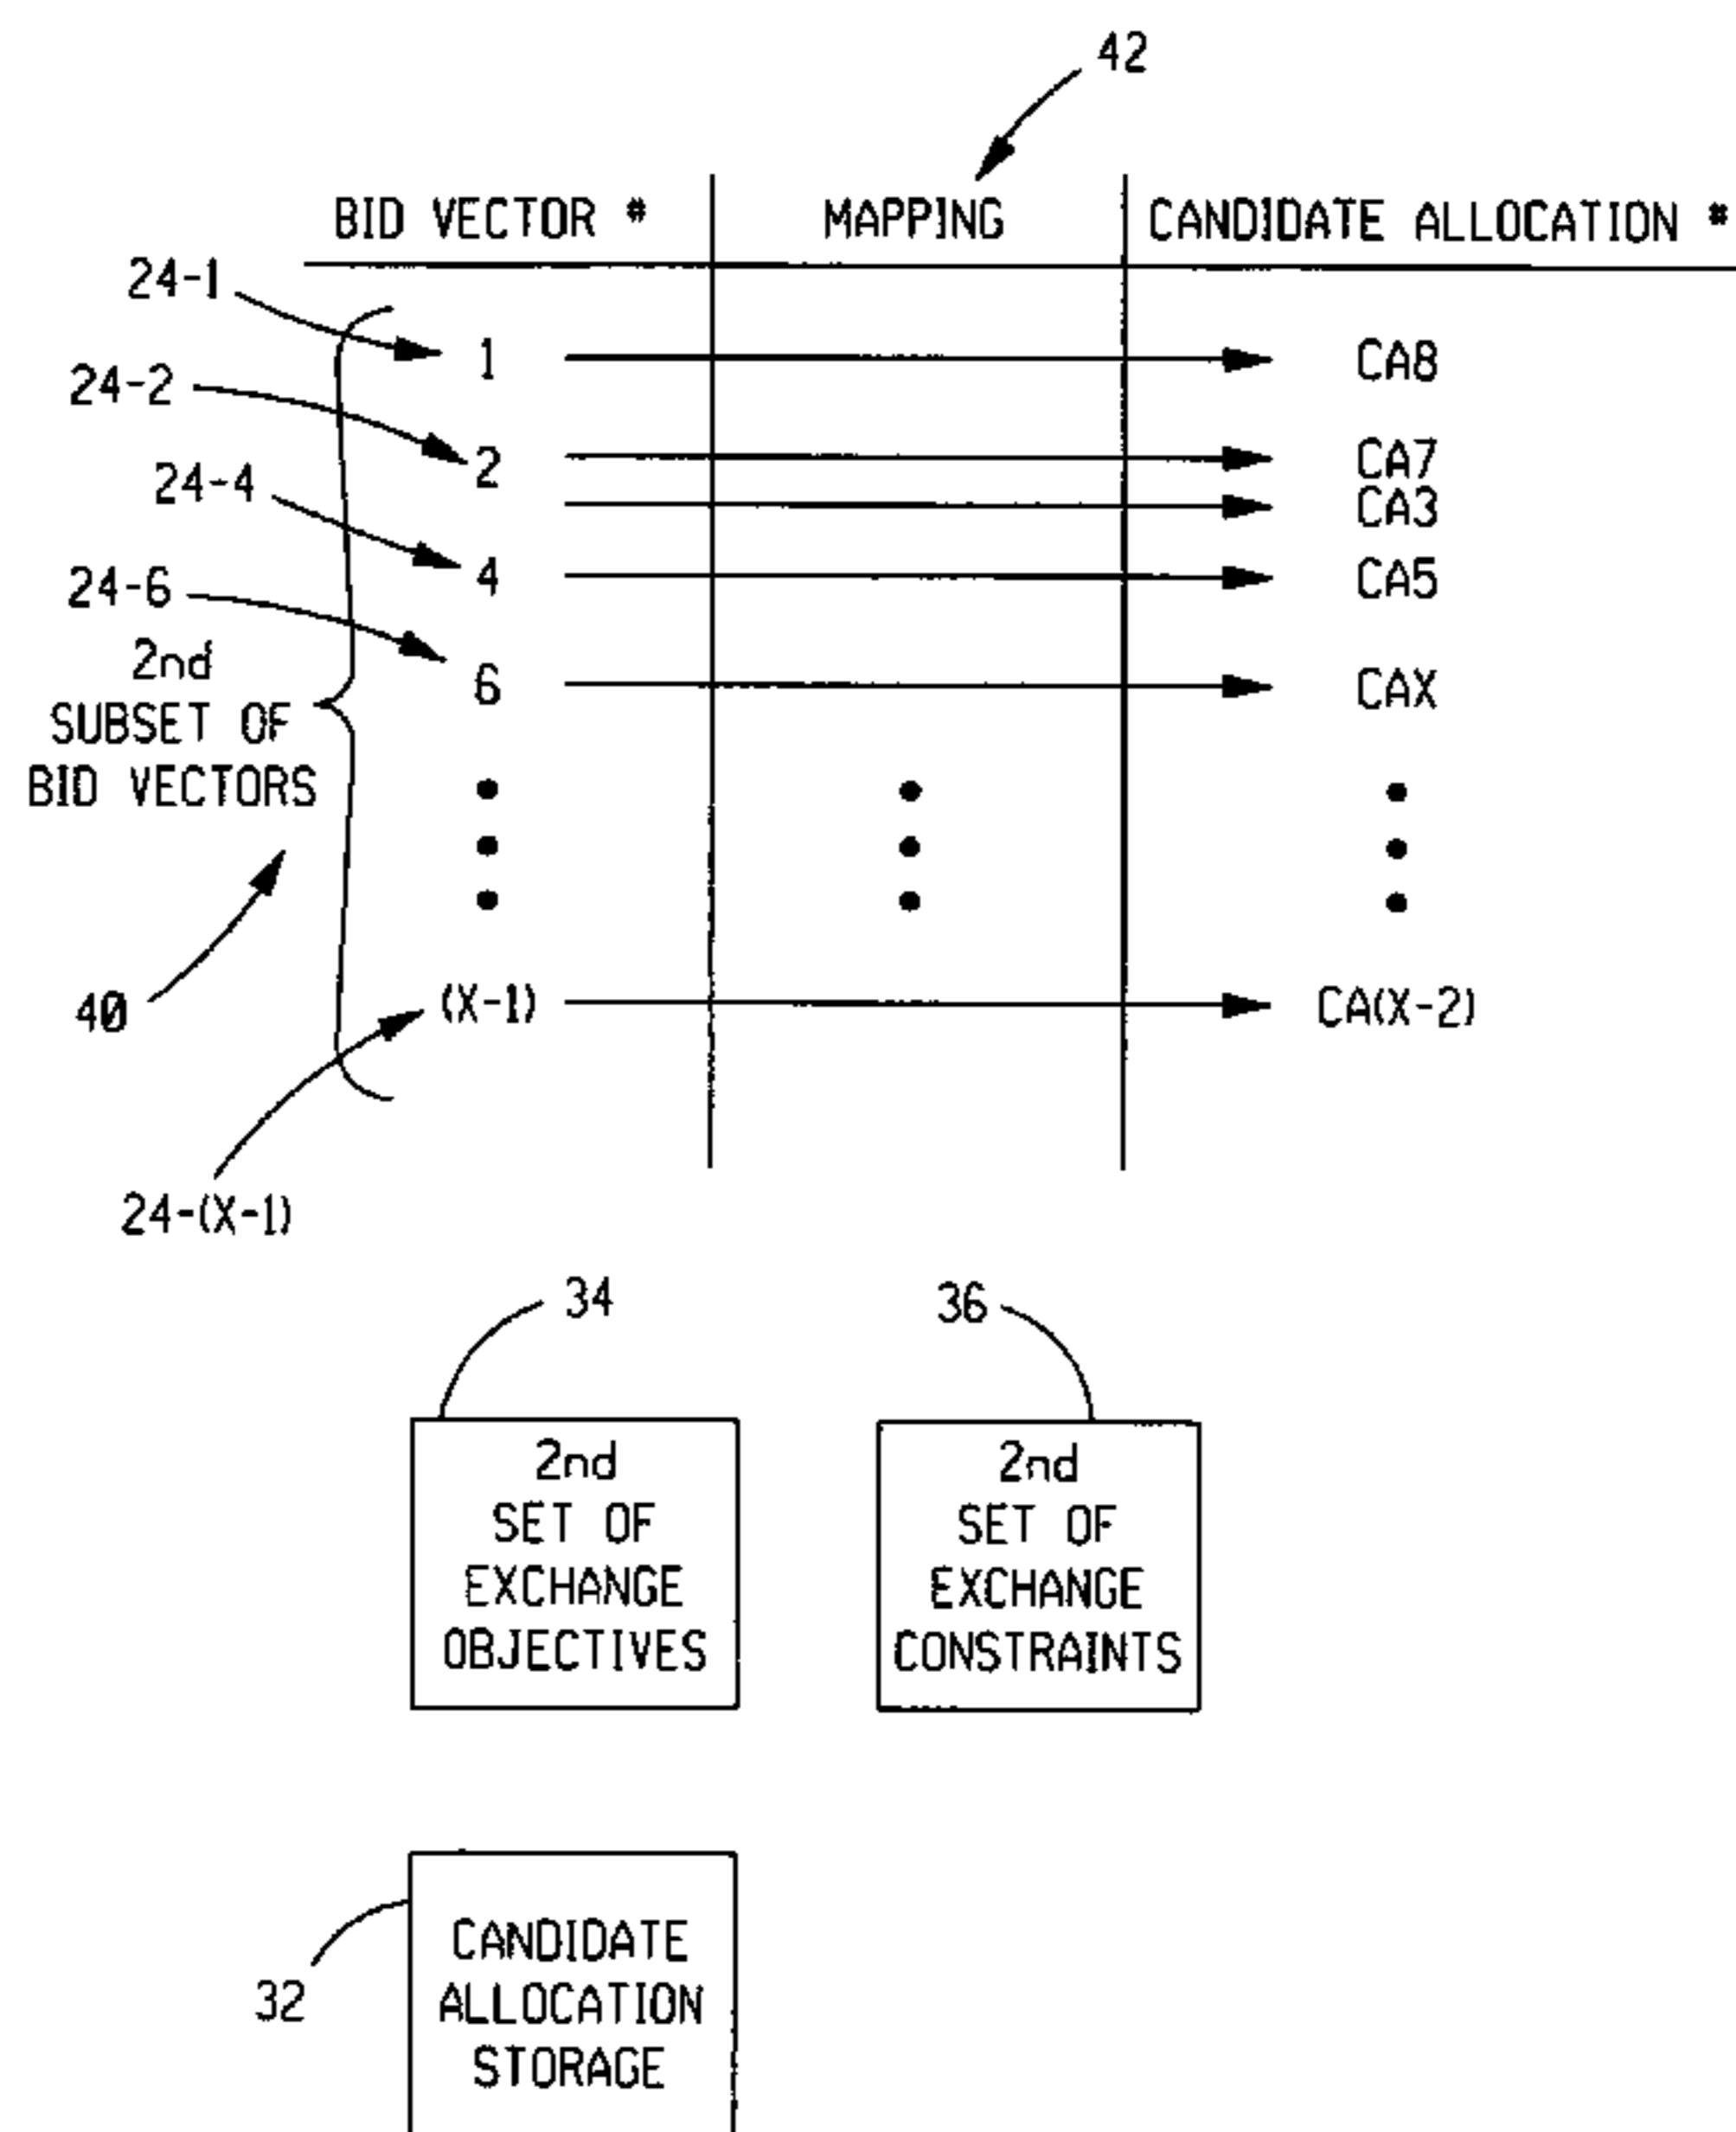 42
BID VECTOR # MAPPING CANDIDATE ALLOCATION #
24-1
1 CA8
24-2
2 CA7
CA3
24-4
4 CA5
24-6
6 CAX
2nd
SUBSET OF
BID VECTORS
40
(X-1) CA(X-2)
24-(X-1)
34
36
2nd
SET OF
EXCHANGE
OBJECTIVES
2nd
SET OF
EXCHANGE
CONSTRAINTS
32
CANDIDATE
ALLOCATION
STORAGE